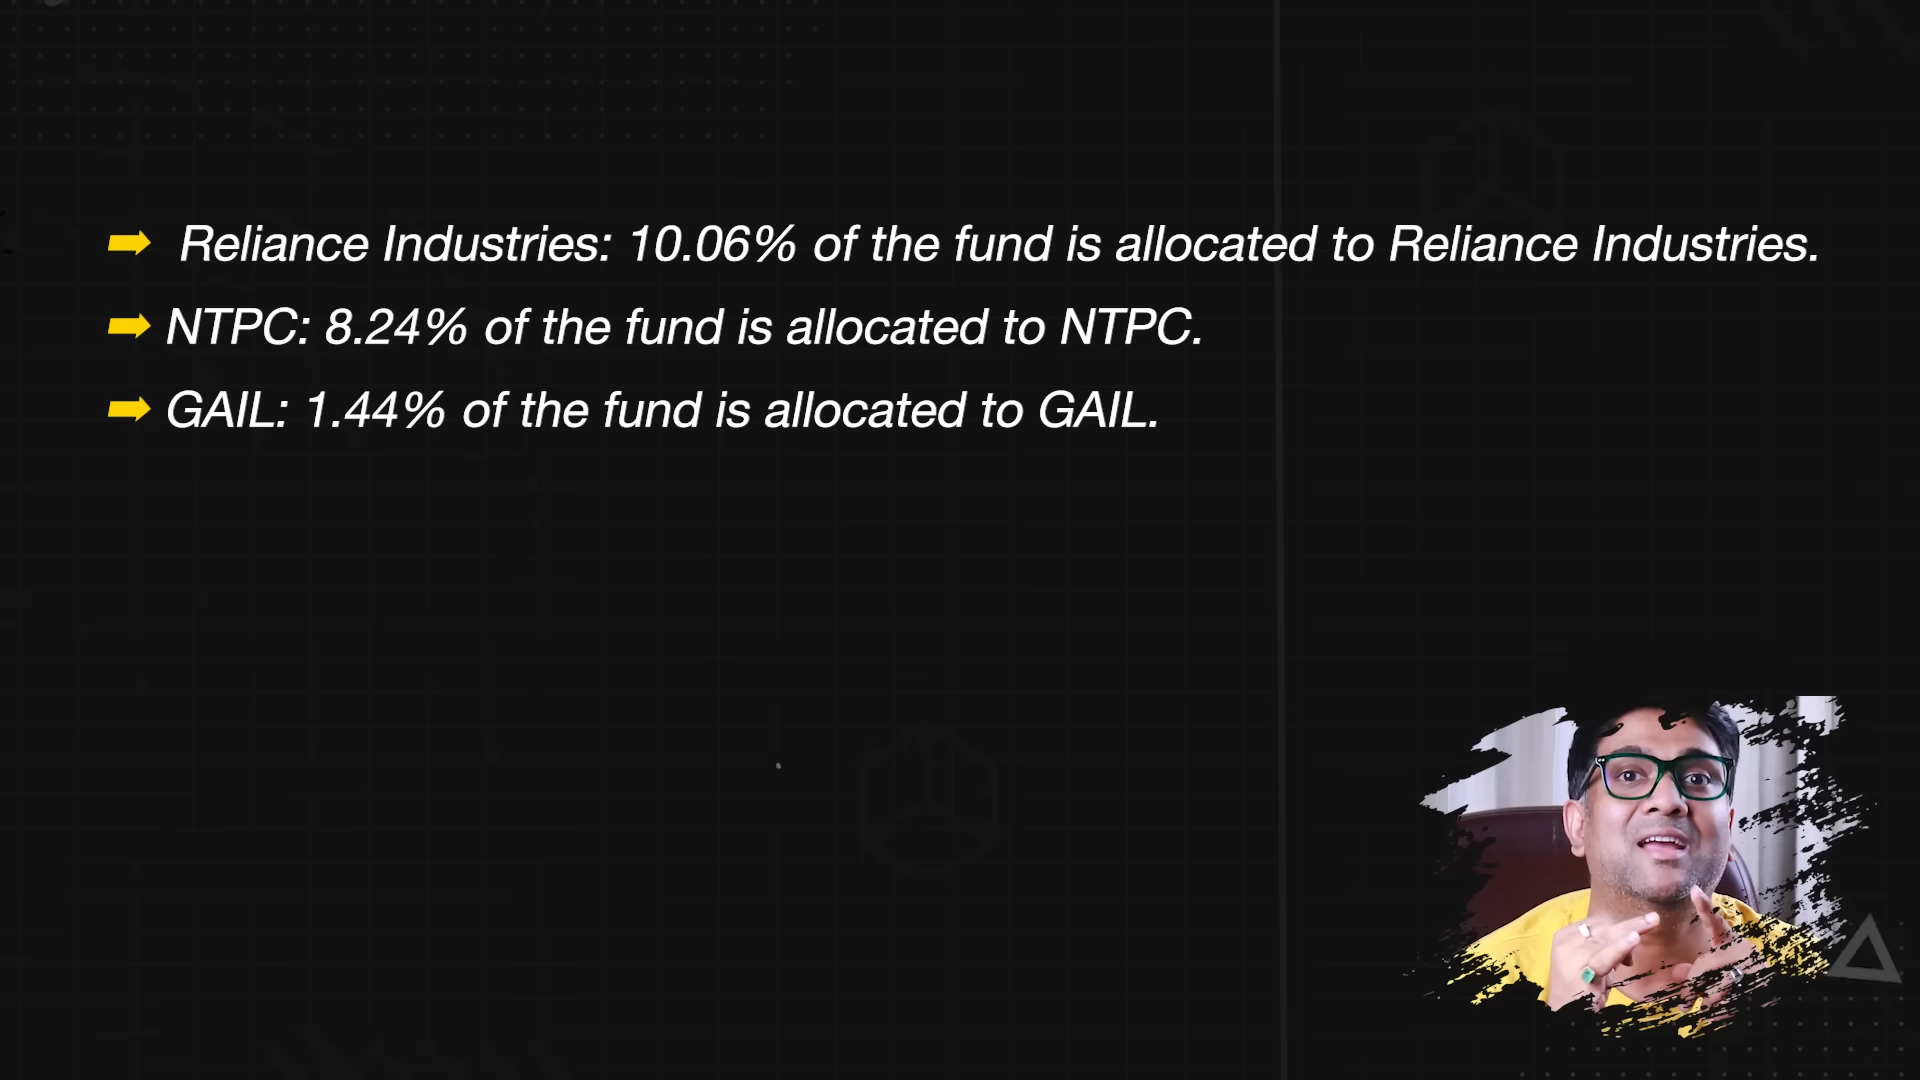 Reliance Industries: 10.06% of the fund is allocated to Reliance Industries.
NTPC: 8.24% of the fund is allocated to NTPC.
GAIL: 1.44% of the fund is allocated to GAIL.